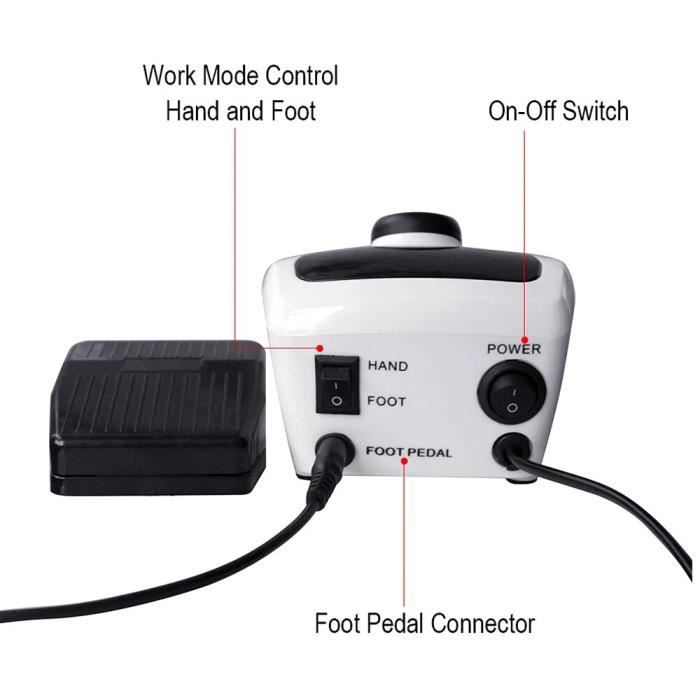 Work Mode Control
Hand and Foot
On-Off Switch
POWER
HAND
FOOT
FOOT PEDAL
Foot Pedal Connector